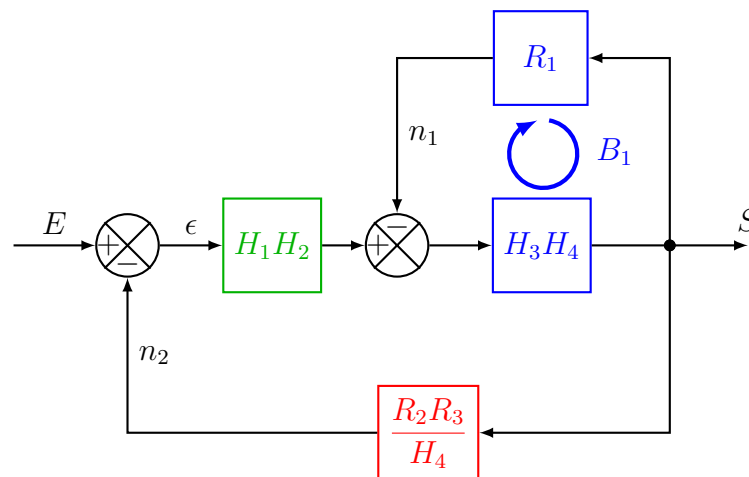 R₁
n₁
B₁
E
ϵ
S
+
−
H₁H₂
+
−
H₃H₄
n₂
R₂R₃
H₄